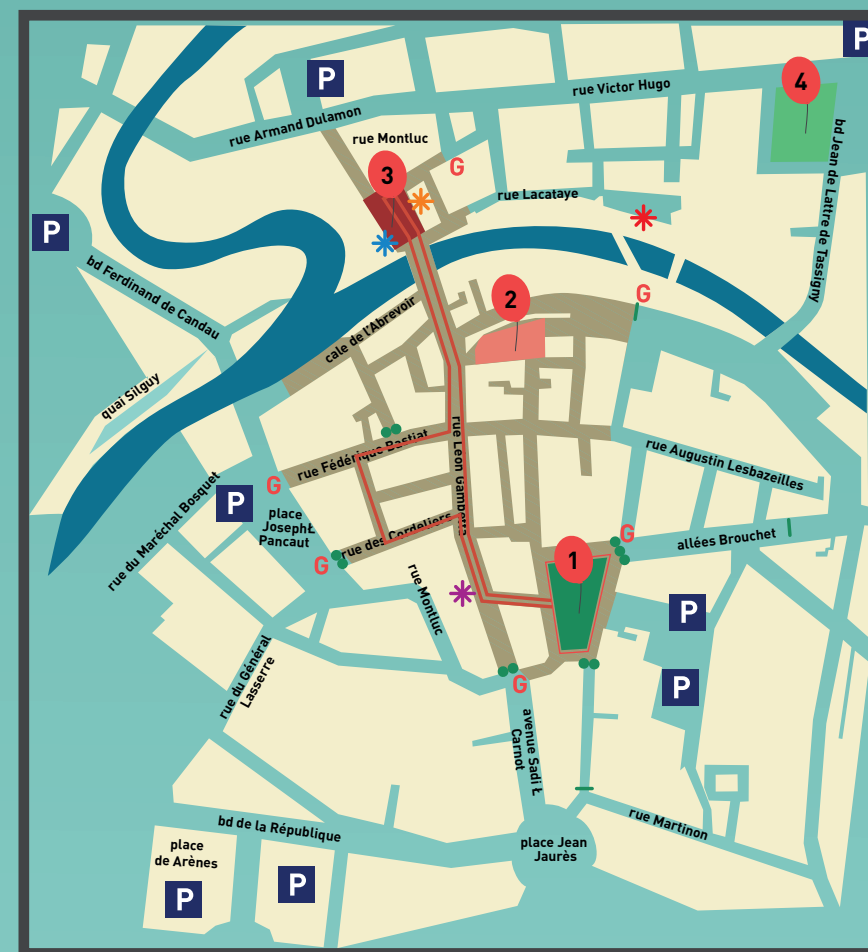 P
P
4
rue Victor Hugo
rue Armand Dulamon
rue Montluc
G
3
bd Jean de Lattre de Tassigny
rue Lacataye
P
bd Ferdinand de Candau
2
G
cale de l'Abrevoir
quai Silguy
rue Léon Gambetta
rue Fédérique Bastiat
rue Augustin Lesbazeilles
G
P
rue du Maréchal Bosquet
place
Joseph Ł
Pancaut
rue des Cordeliers
G
G
allées Brouchet
1
rue Montluc
P
rue du Général
Lasserre
G
P
avenue Sadi Ł
Carnot
bd de la République
rue Martinon
place Jean
Jaurès
place
de Arènes
P
P